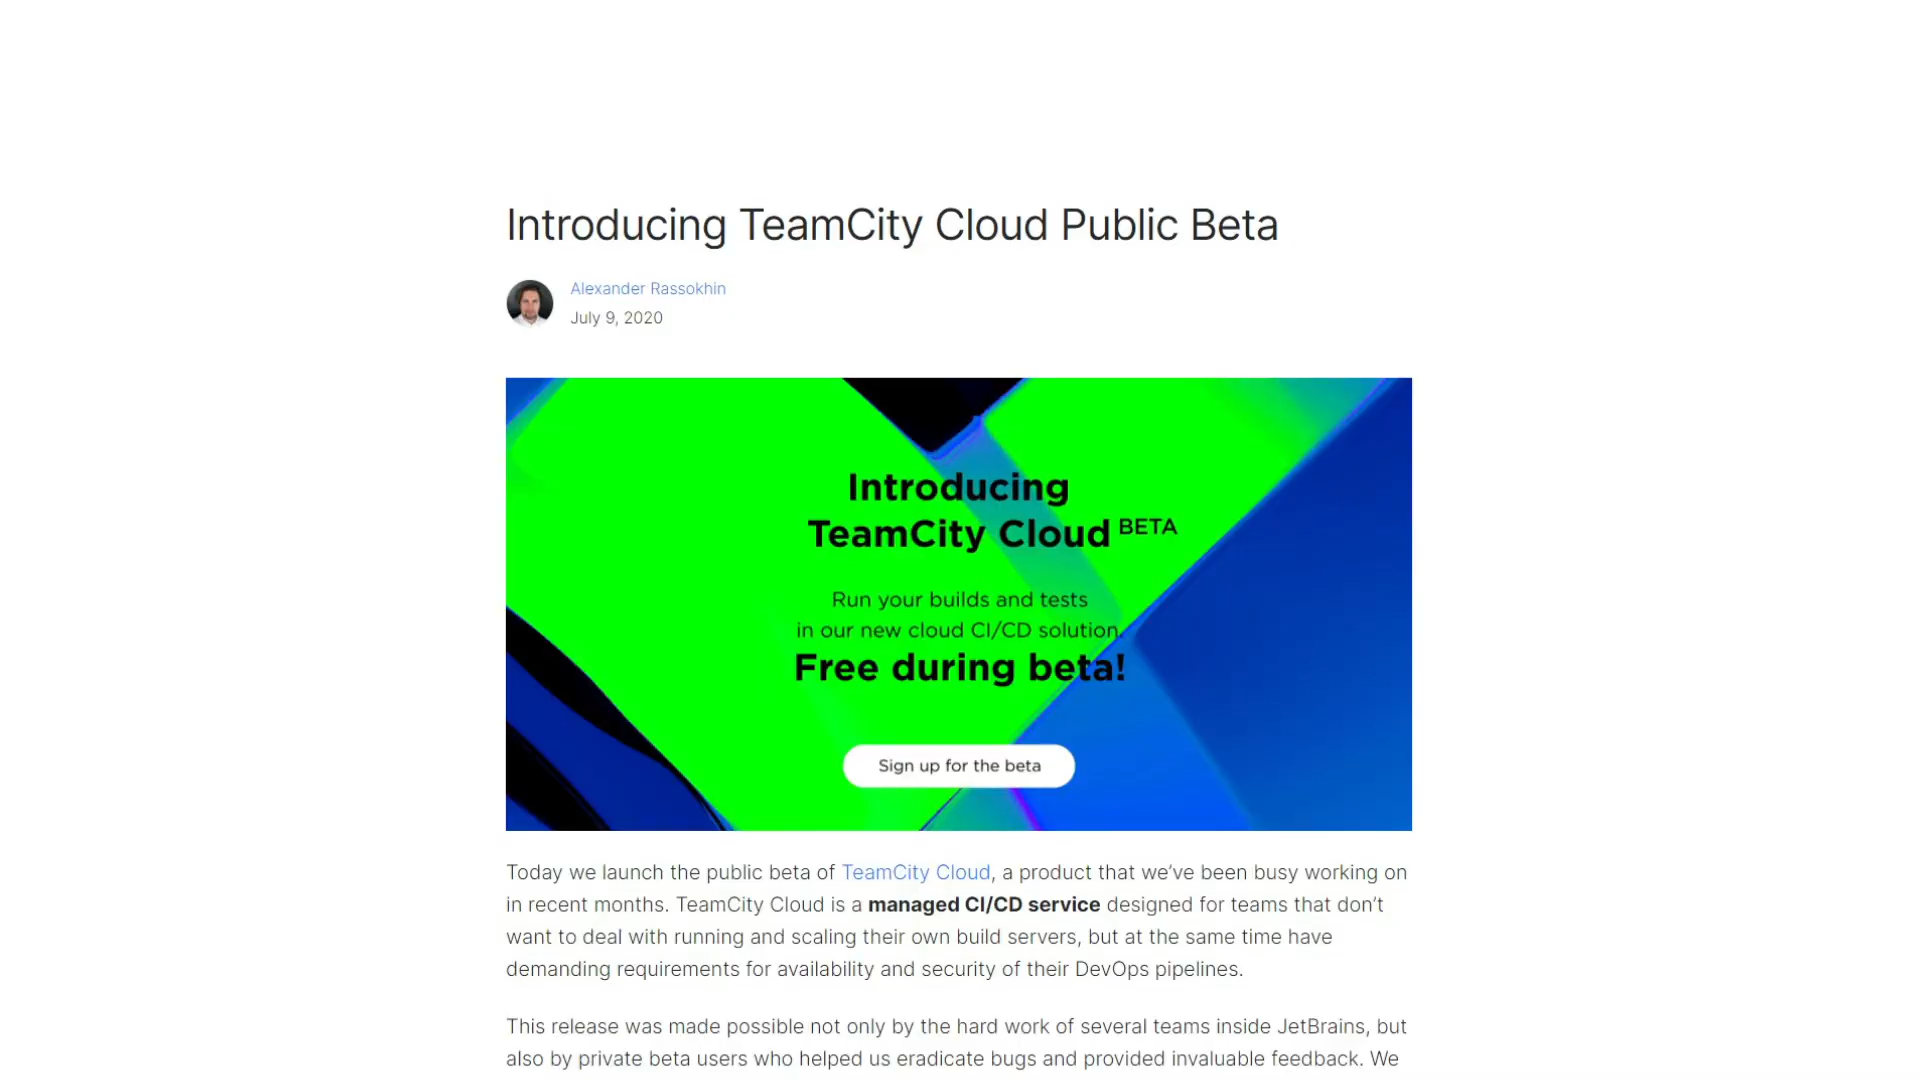 Introducing TeamCity Cloud Public Beta
Alexander Rassokhin
July 9, 2020
Introducing
TeamCity Cloud BETA
Run your builds and tests
in our new cloud CI/CD solution.
Free during beta!
Sign up for the beta
Today we launch the public beta of TeamCity Cloud, a product that we’ve been busy working on
in recent months. TeamCity Cloud is a managed CI/CD service designed for teams that don’t
want to deal with running and scaling their own build servers, but at the same time have
demanding requirements for availability and security of their DevOps pipelines.
This release was made possible not only by the hard work of several teams inside JetBrains, but
also by private beta users who helped us eradicate bugs and provided invaluable feedback. We